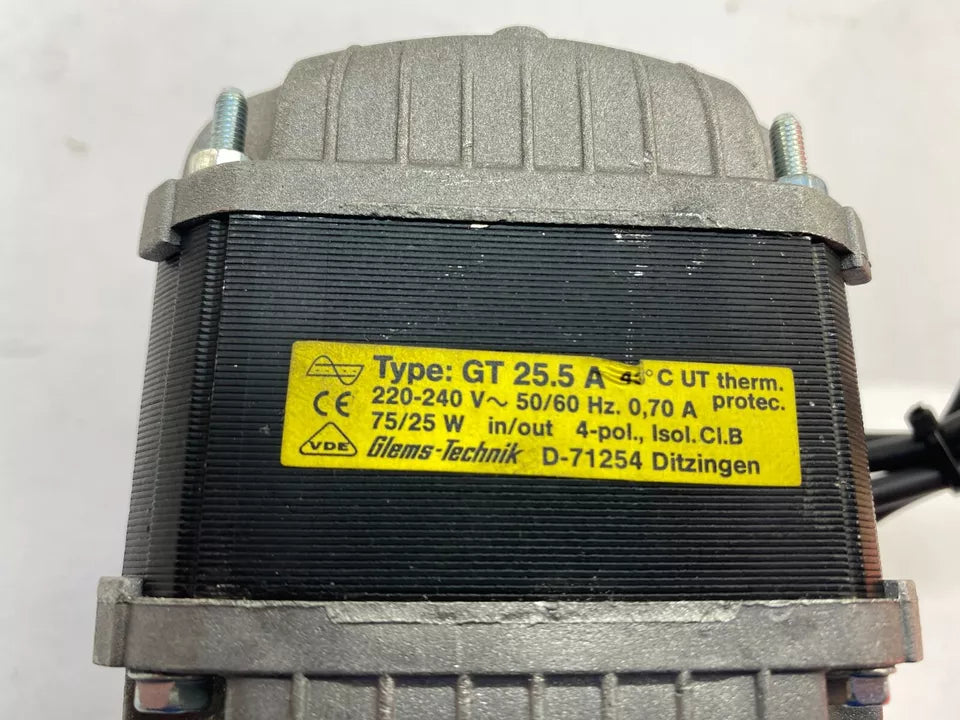 Type: GT 25.5 A ° C UT therm.
220-240 V~ 50/60 Hz. 0,70 A protec.
75/25 W in/out 4-pol., Isol.Cl.B
Glems-Technik D-71254 Ditzingen
CE
VDE